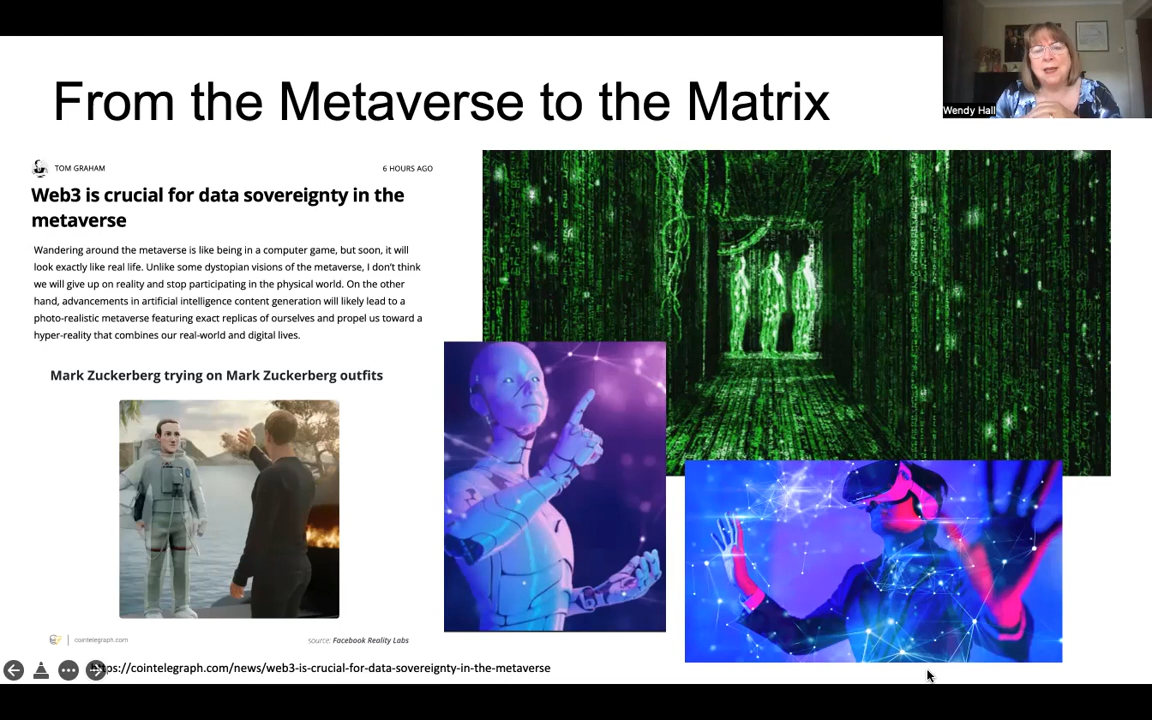 From the Metaverse to the Matrix
Wendy Hall
TOM GRAHAM
6 HOURS AGO
Web3 is crucial for data sovereignty in the
metaverse
Wandering around the metaverse is like being in a computer game, but soon, it will
look exactly like real life. Unlike some dystopian visions of the metaverse, I don't think
we will give up on reality and stop participating in the physical world. On the other
hand, advancements in artificial intelligence content generation will likely lead to a
photo-realistic metaverse featuring exact replicas of ourselves and propel us toward a
hyper-reality that combines our real-world and digital lives.
Mark Zuckerberg trying on Mark Zuckerberg outfits
cointelegraph.com
source: Facebook Reality Labs
ps://cointelegraph.com/news/web3-is-crucial-for-data-sovereignty-in-the-metaverse